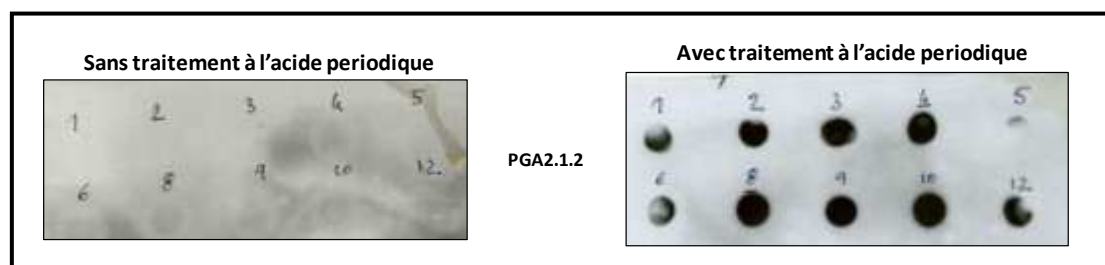 Sans traitement à l'acide periodique
Avec traitement à l'acide periodique
1 2 3 4 5
6 8 9 10 12
PGA2.1.2
1 2 3 4 5
6 8 9 10 12